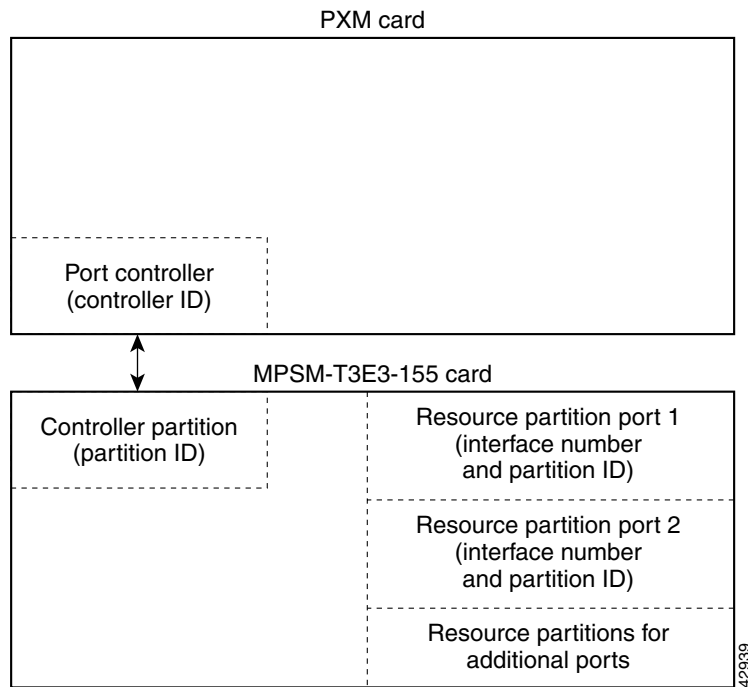 PXM card
Port controller
(controller ID)
MPSM-T3E3-155 card
Controller partition
(partition ID)
Resource partition port 1
(interface number
and partition ID)
Resource partition port 2
(interface number
and partition ID)
Resource partitions for
additional ports
42939